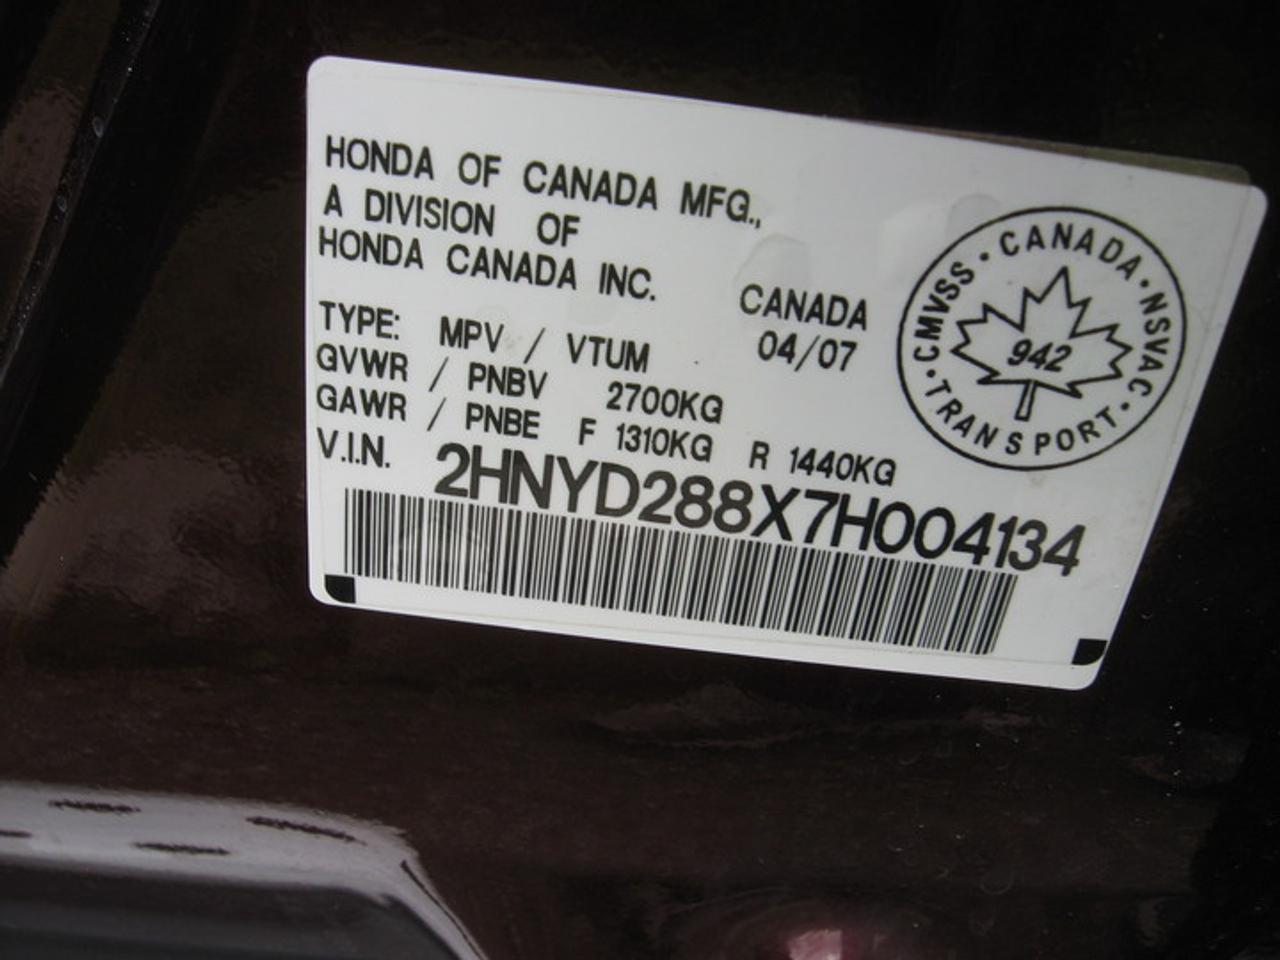 HONDA OF CANADA MFG.,
A DIVISION OF
HONDA CANADA INC.
CANADA
TYPE: MPV / VTUM
04/07
GVWR / PNBV 2700KG
GAWR / PNBE F 1310KG R 1440KG
V.I.N. 2HNYD288X7H004134
CMVSS · CANADA · NSVAC · TRANSPORT ·
942